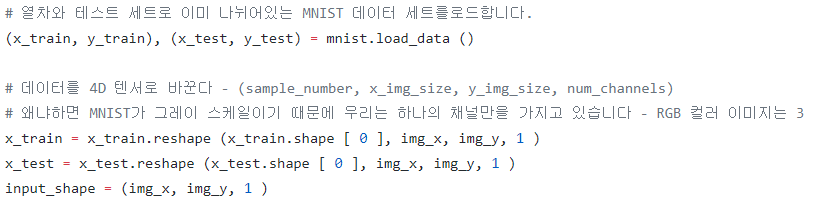 # 열차와 테스트 세트로 이미 나뉘어있는 MNIST 데이터 세트를로드합니다.
(x_train, y_train), (x_test, y_test) = mnist.load_data ()
# 데이터를 4D 텐서로 바꾼다 - (sample_number, x_img_size, y_img_size, num_channels)
# 왜냐하면 MNIST가 그레이 스케일이기 때문에 우리는 하나의 채널만을 가지고 있습니다 - RGB 컬러 이미지는 3
x_train = x_train.reshape (x_train.shape [ 0 ], img_x, img_y, 1 )
x_test = x_test.reshape (x_test.shape [ 0 ], img_x, img_y, 1 )
input_shape = (img_x, img_y, 1 )